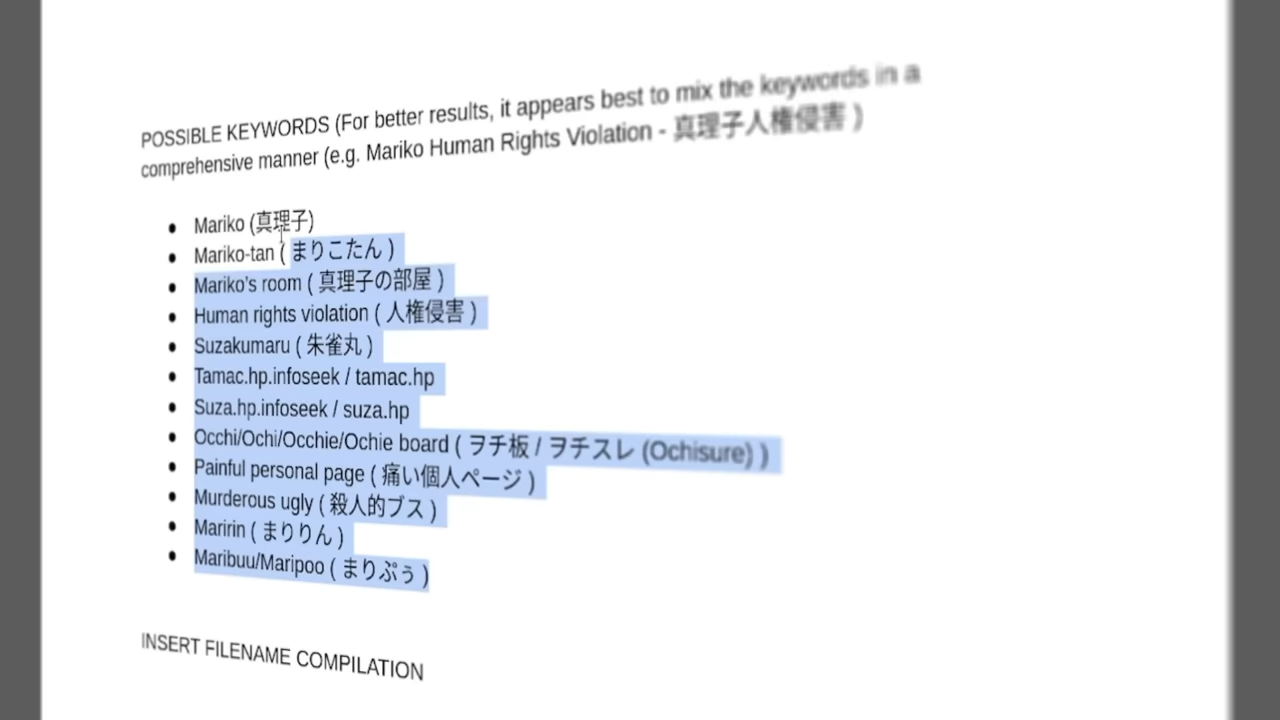 POSSIBLE KEYWORDS (For better results, it appears best to mix the keywords in a
comprehensive manner (e.g. Mariko Human Rights Violation - 真理子人権侵害 )
Mariko (真理子)
Mariko-tan ( まりこたん )
Mariko's room ( 真理子の部屋 )
Human rights violation ( 人権侵害 )
Suzakumaru ( 朱雀丸 )
Tamac.hp.infoseek / tamac.hp
Suza.hp.infoseek / suza.hp
Occhi/Ochi/Occhie/Ochie board ( ヲチ板 / ヲチスレ (Ochisure) )
Painful personal page ( 痛い個人ページ )
Murderous ugly ( 殺人的ブス )
Maririn ( まりりん )
Maribuu/Maripoo ( まりぷぅ )
INSERT FILENAME COMPILATION